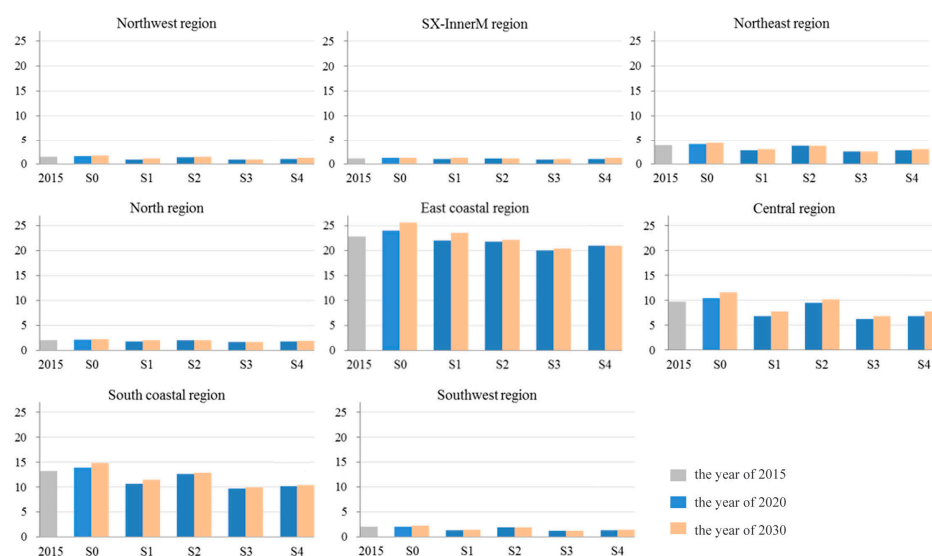 Northwest region
SX-InnerM region
Northeast region
25
20
15
10
5
0
2015 S0 S1 S2 S3 S4
25
20
15
10
5
0
2015 S0 S1 S2 S3 S4
25
20
15
10
5
0
2015 S0 S1 S2 S3 S4
North region
East coastal region
Central region
25
20
15
10
5
0
2015 S0 S1 S2 S3 S4
25
20
15
10
5
0
2015 S0 S1 S2 S3 S4
25
20
15
10
5
0
2015 S0 S1 S2 S3 S4
South coastal region
Southwest region
25
20
15
10
5
0
2015 S0 S1 S2 S3 S4
25
20
15
10
5
0
2015 S0 S1 S2 S3 S4
the year of 2015
the year of 2020
the year of 2030